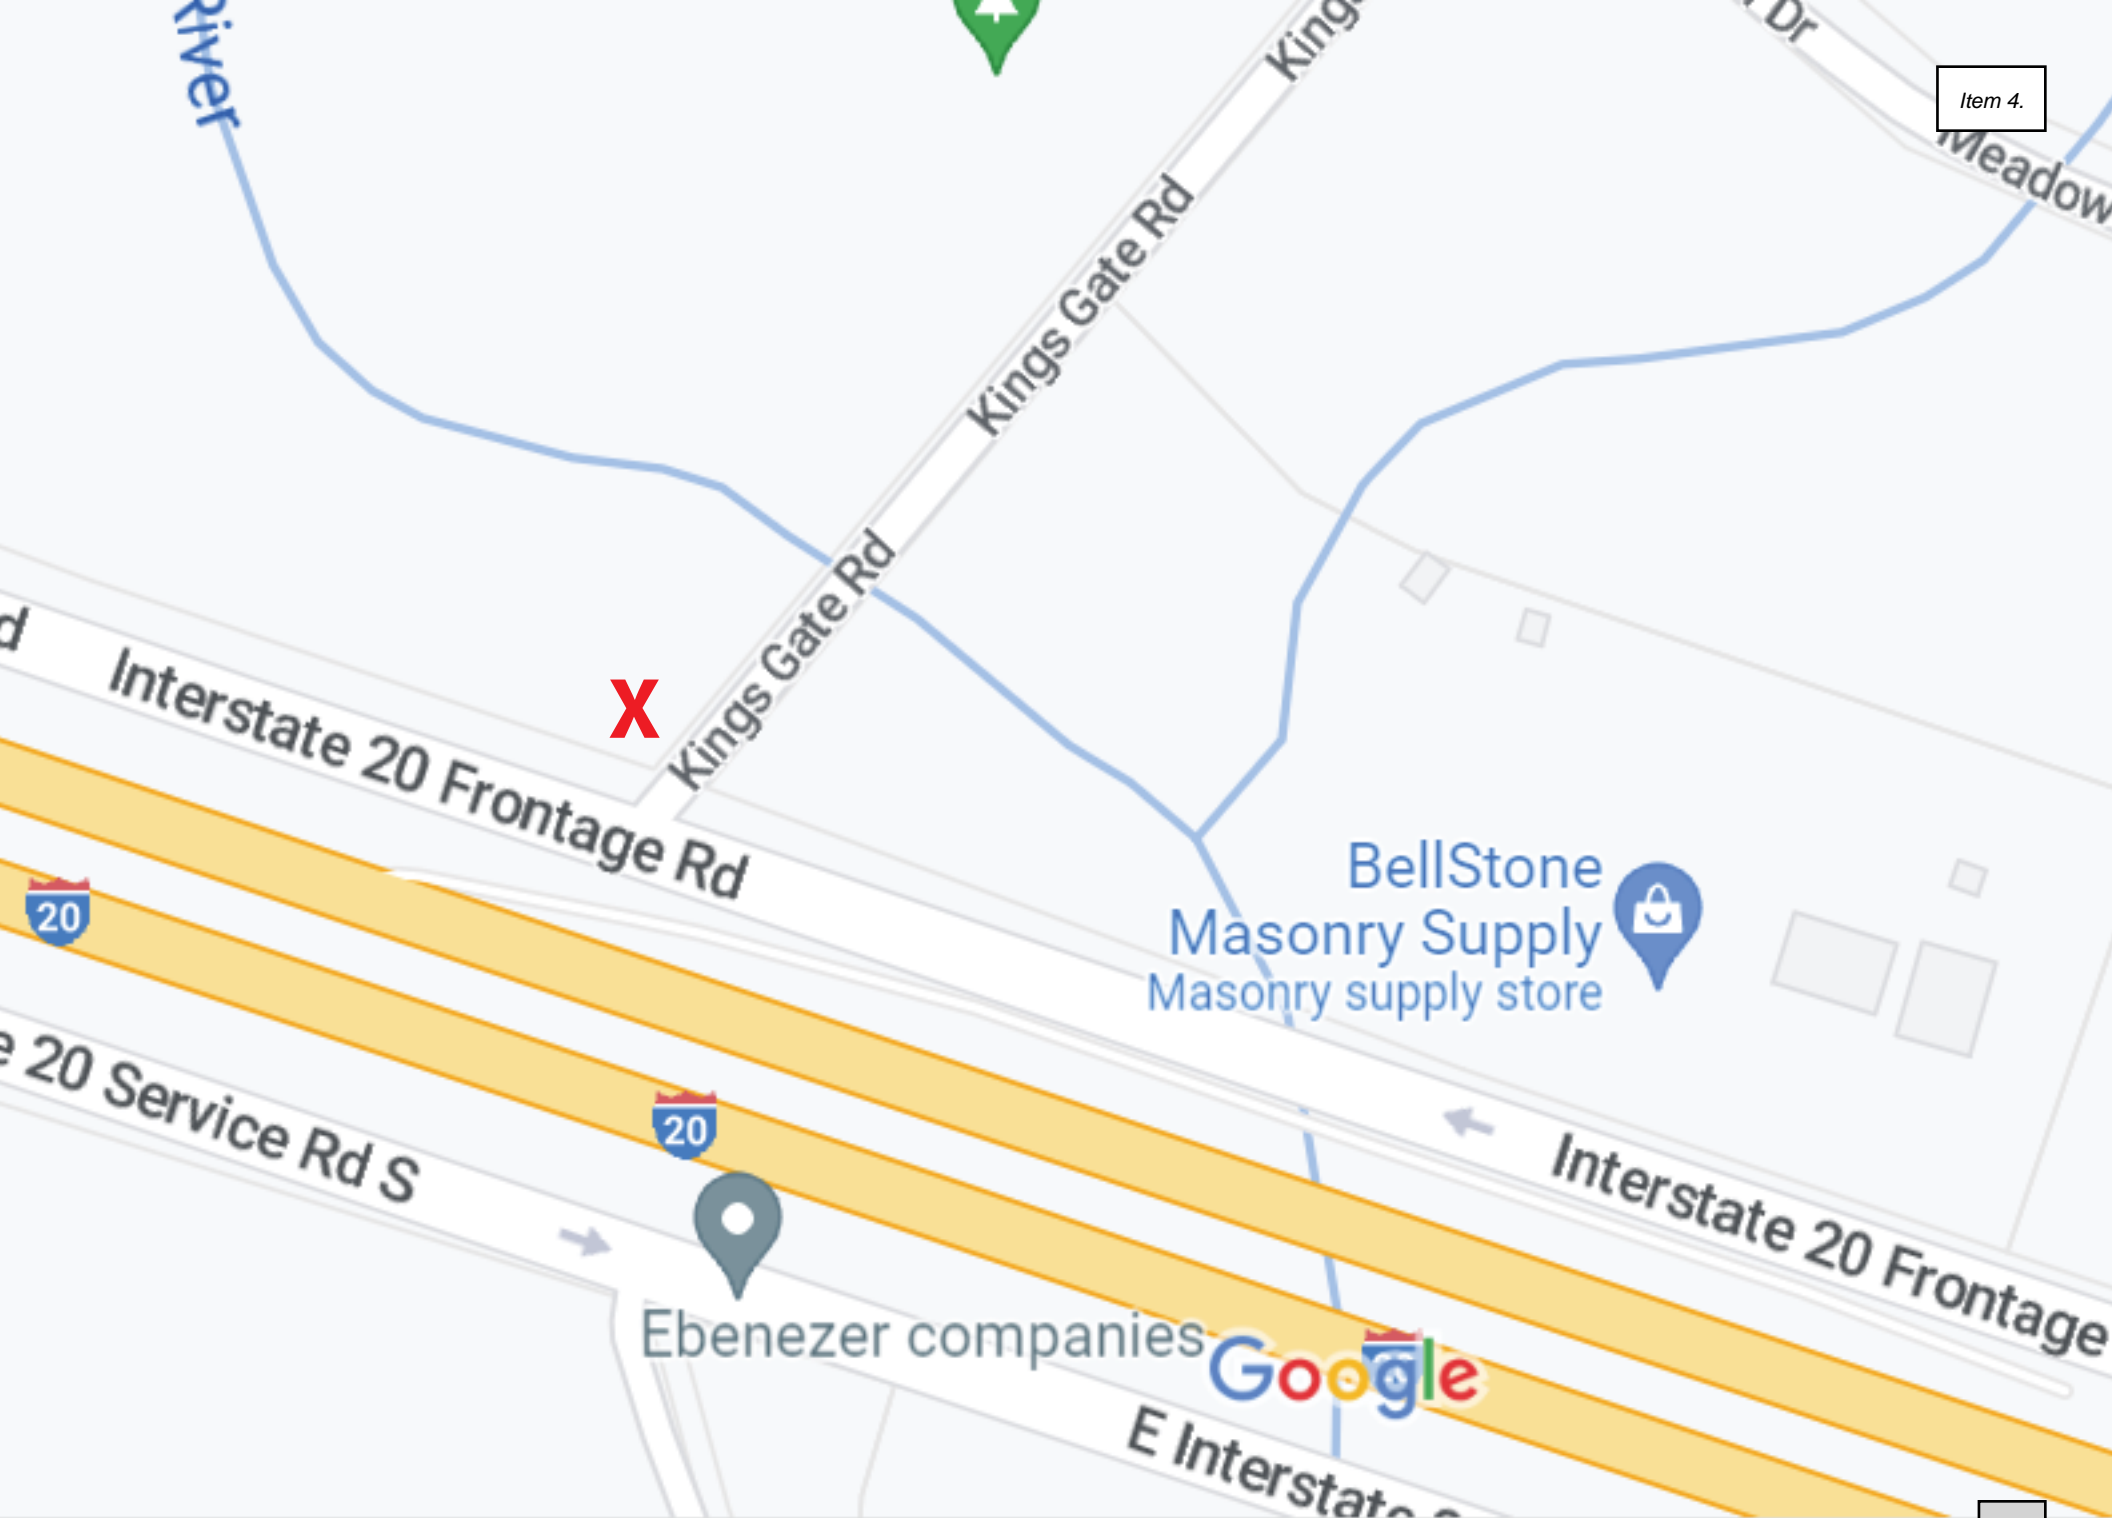 River
Kings
Dr
Item 4.
Meadow
Kings Gate Rd
Kings Gate Rd
d
Interstate 20 Frontage Rd
X
20
BellStone
Masonry Supply
Masonry supply store
e 20 Service Rd S
20
Interstate 20 Frontage
Ebenezer companies
Google
E Interstate